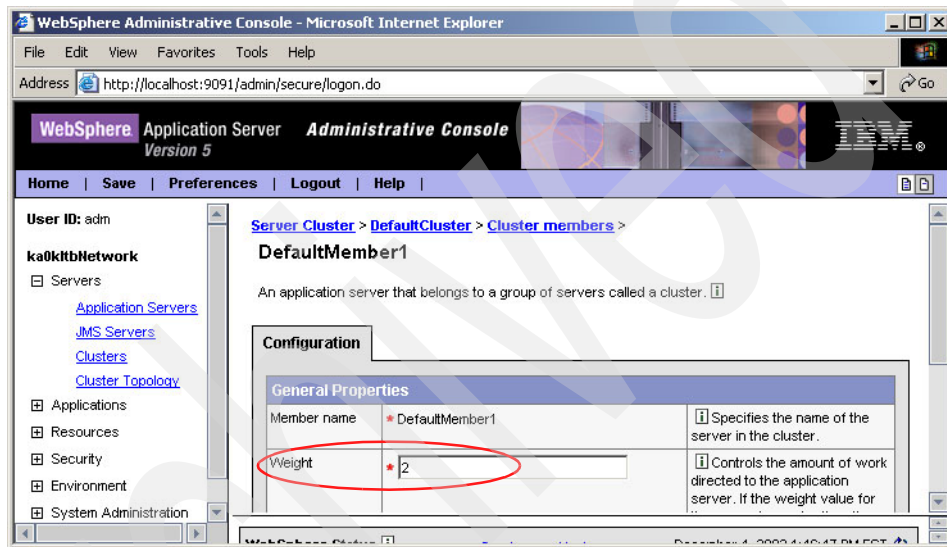 WebSphere Administrative Console - Microsoft Internet Explorer
File Edit View Favorites Tools Help
Address http://localhost:9091/admin/secure/logon.do Go
WebSphere Application Server Administrative Console
Version 5
IBM
Home | Save | Preferences | Logout | Help |
User ID: adm
ka0kltbNetwork
Servers
Application Servers
JMS Servers
Clusters
Cluster Topology
Applications
Resources
Security
Environment
System Administration
Server Cluster > DefaultCluster > Cluster members >
DefaultMember1
An application server that belongs to a group of servers called a cluster. i
Configuration
General Properties
Member name * DefaultMember1 i Specifies the name of the
server in the cluster.
Weight * 2 i Controls the amount of work
directed to the application
server. If the weight value for
WebSphere Status i